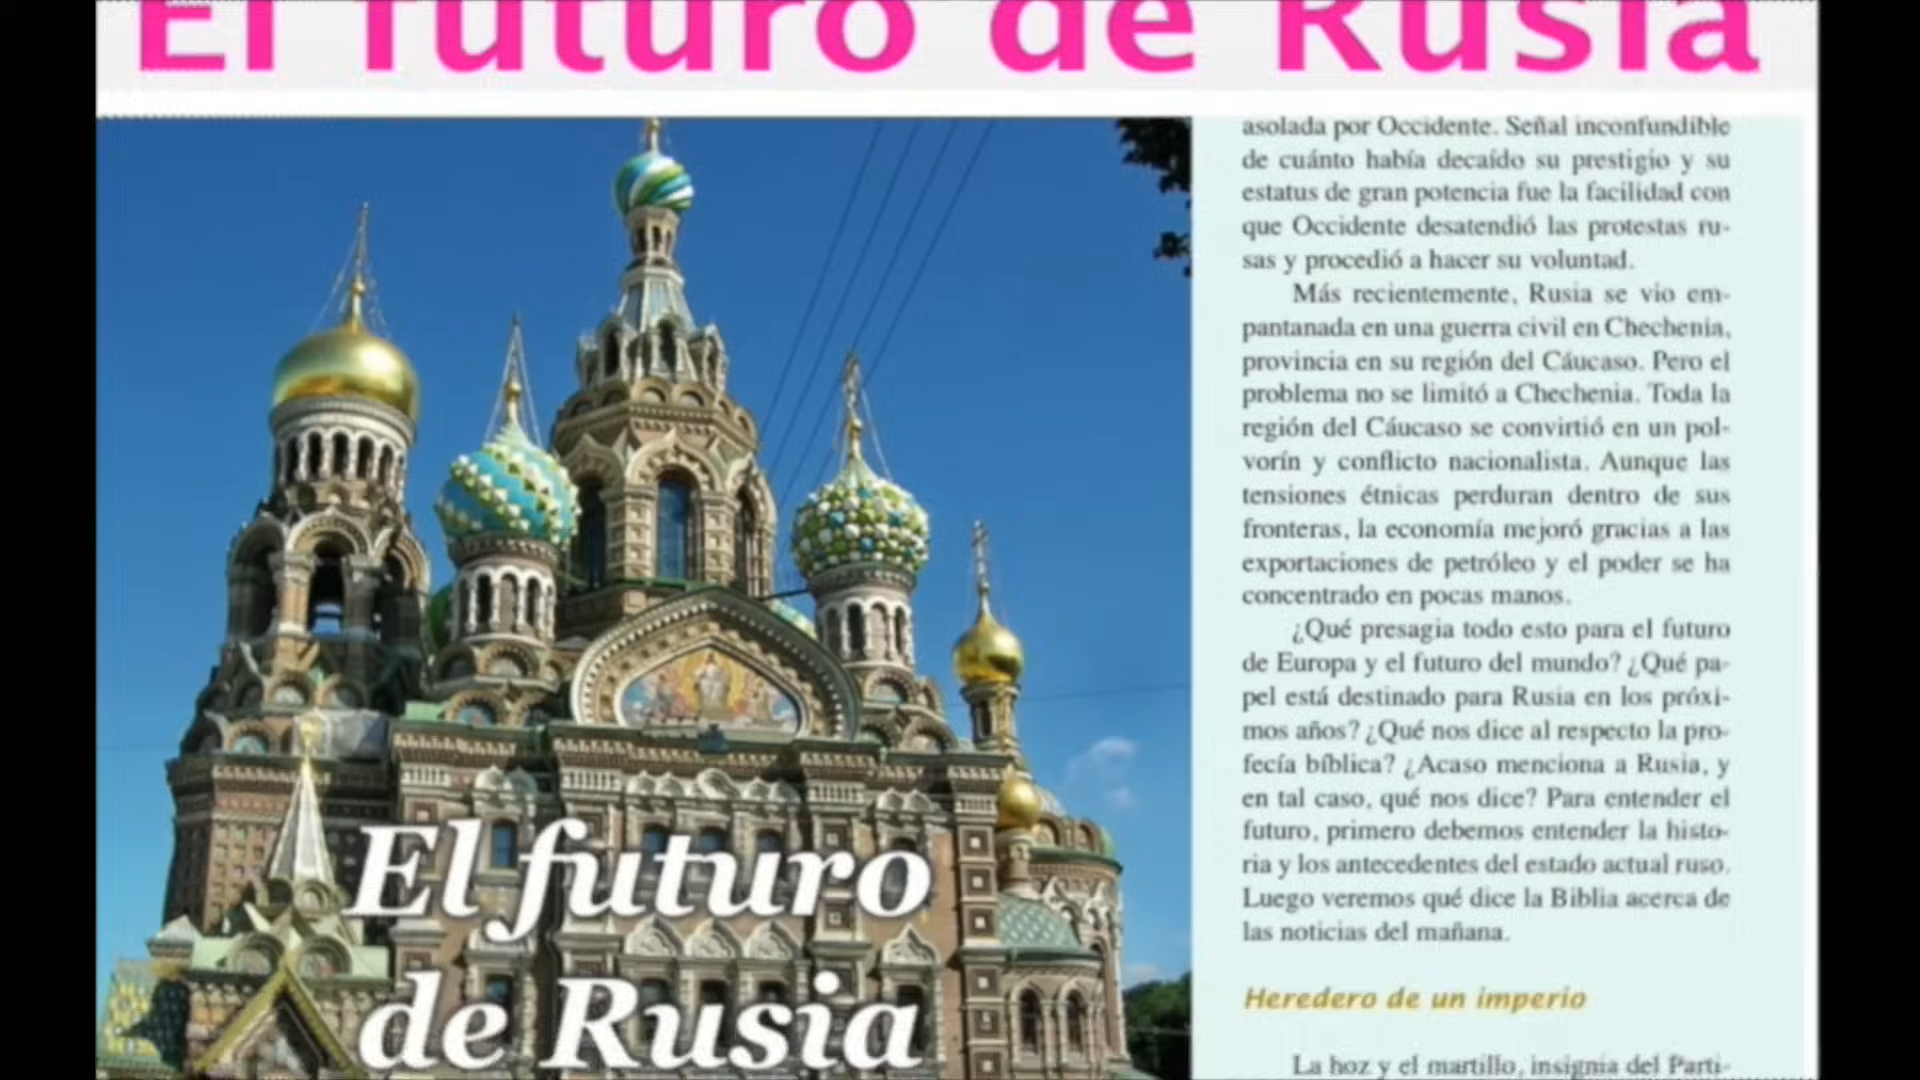 El futuro de Rusia
El futuro
de Rusia
asolada por Occidente. Señal inconfundible
de cuánto había decaído su prestigio y su
estatus de gran potencia fue la facilidad con
que Occidente desatendió las protestas ru-
sas y procedió a hacer su voluntad.
Más recientemente, Rusia se vio em-
pantanada en una guerra civil en Chechenia,
provincia en su región del Cáucaso. Pero el
problema no se limitó a Chechenia. Toda la
región del Cáucaso se convirtió en un pol-
vorín y conflicto nacionalista. Aunque las
tensiones étnicas perduran dentro de sus
fronteras, la economía mejoró gracias a las
exportaciones de petróleo y el poder se ha
concentrado en pocas manos.
¿Qué presagia todo esto para el futuro
de Europa y el futuro del mundo? ¿Qué pa-
pel está destinado para Rusia en los próxi-
mos años? ¿Qué nos dice al respecto la pro-
fecía bíblica? ¿Acaso menciona a Rusia, y
en tal caso, qué nos dice? Para entender el
futuro, primero debemos entender la histo-
ria y los antecedentes del estado actual ruso.
Luego veremos qué dice la Biblia acerca de
las noticias del mañana.
Heredero de un imperio
La hoz y el martillo, insignia del Parti-